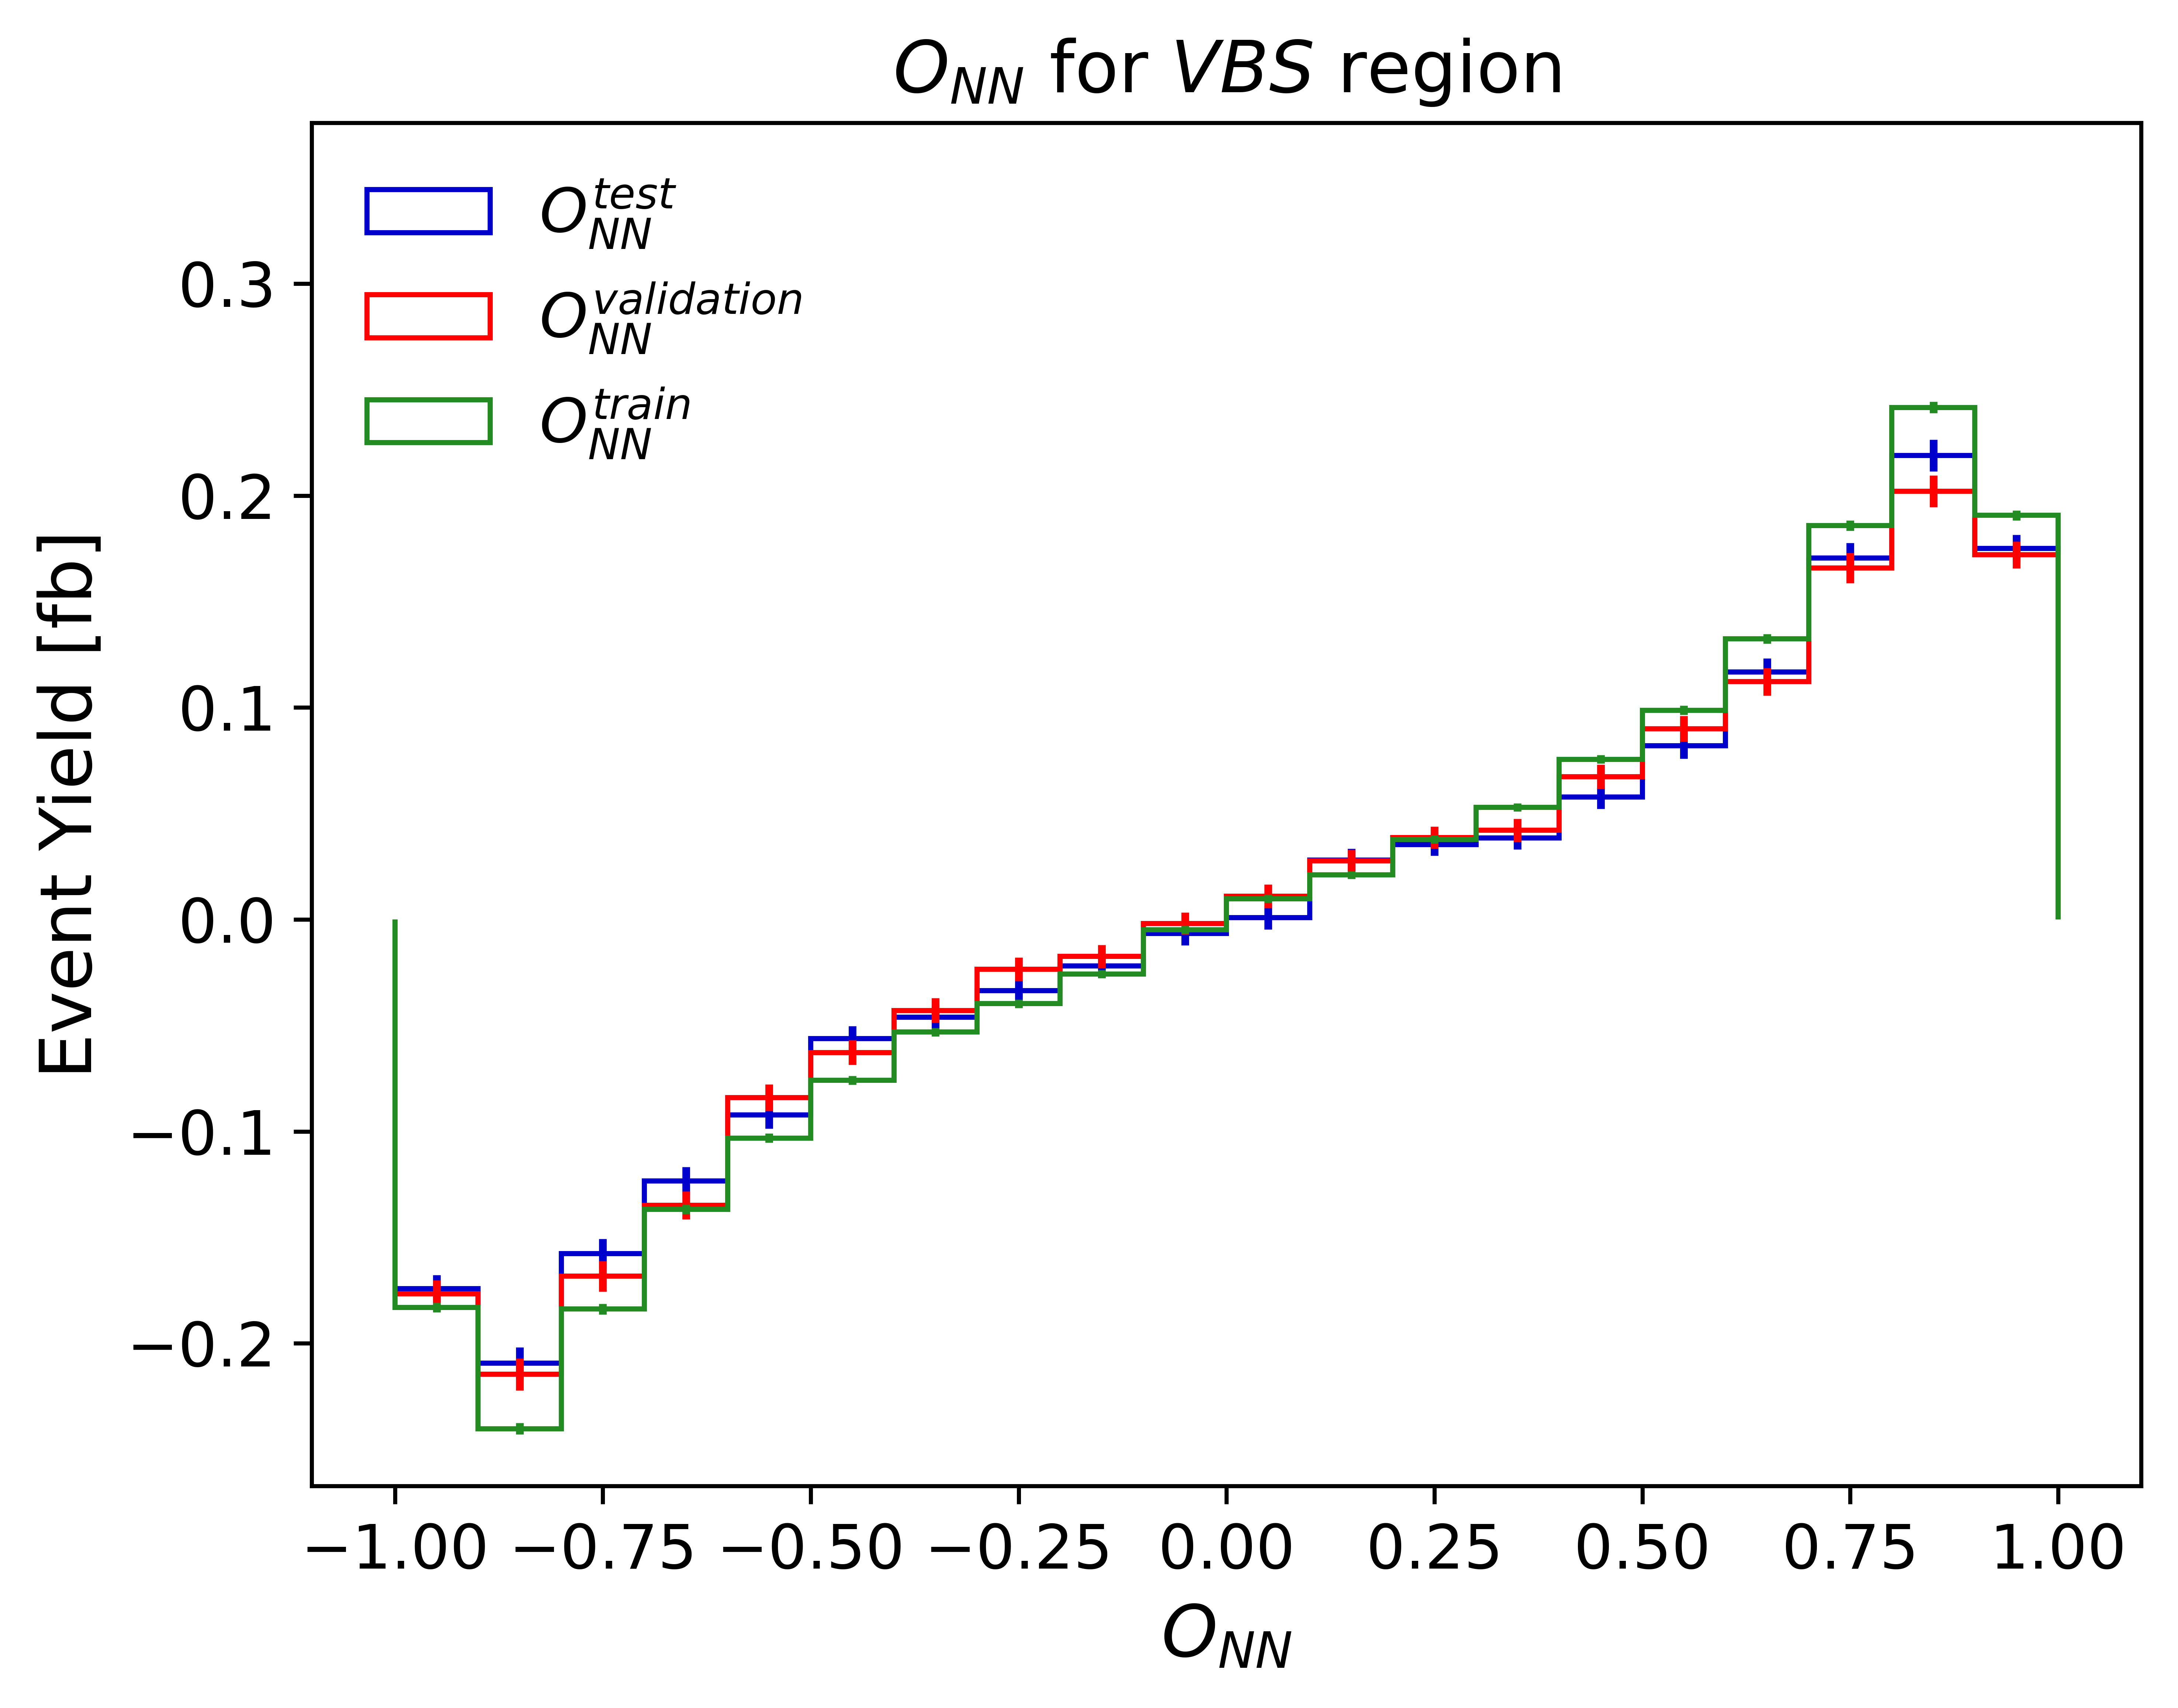 O_NN for VBS region
O_NN^test
O_NN^validation
O_NN^train
Event Yield [fb]
0.3
0.2
0.1
0.0
−0.1
−0.2
−1.00 −0.75 −0.50 −0.25 0.00 0.25 0.50 0.75 1.00
O_NN